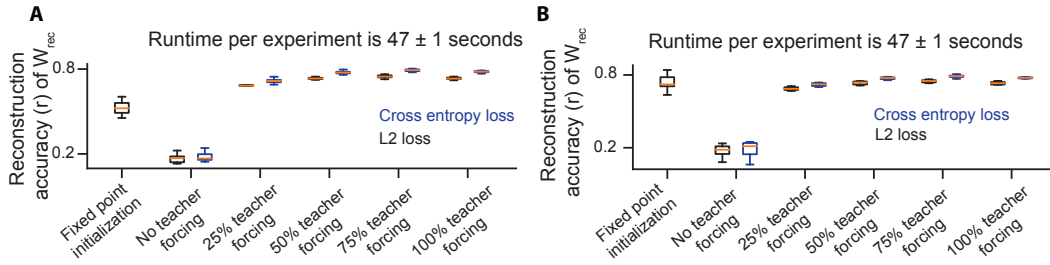 A
Runtime per experiment is 47 ± 1 seconds
Reconstruction
accuracy (r) of W_rec
0.8
0.2
Cross entropy loss
L2 loss
Fixed point
initialization
No teacher
forcing
25% teacher
forcing
50% teacher
forcing
75% teacher
forcing
100% teacher
forcing
B
Runtime per experiment is 47 ± 1 seconds
Reconstruction
accuracy (r) of W_rec
0.8
0.2
Cross entropy loss
L2 loss
Fixed point
initialization
No teacher
forcing
25% teacher
forcing
50% teacher
forcing
75% teacher
forcing
100% teacher
forcing